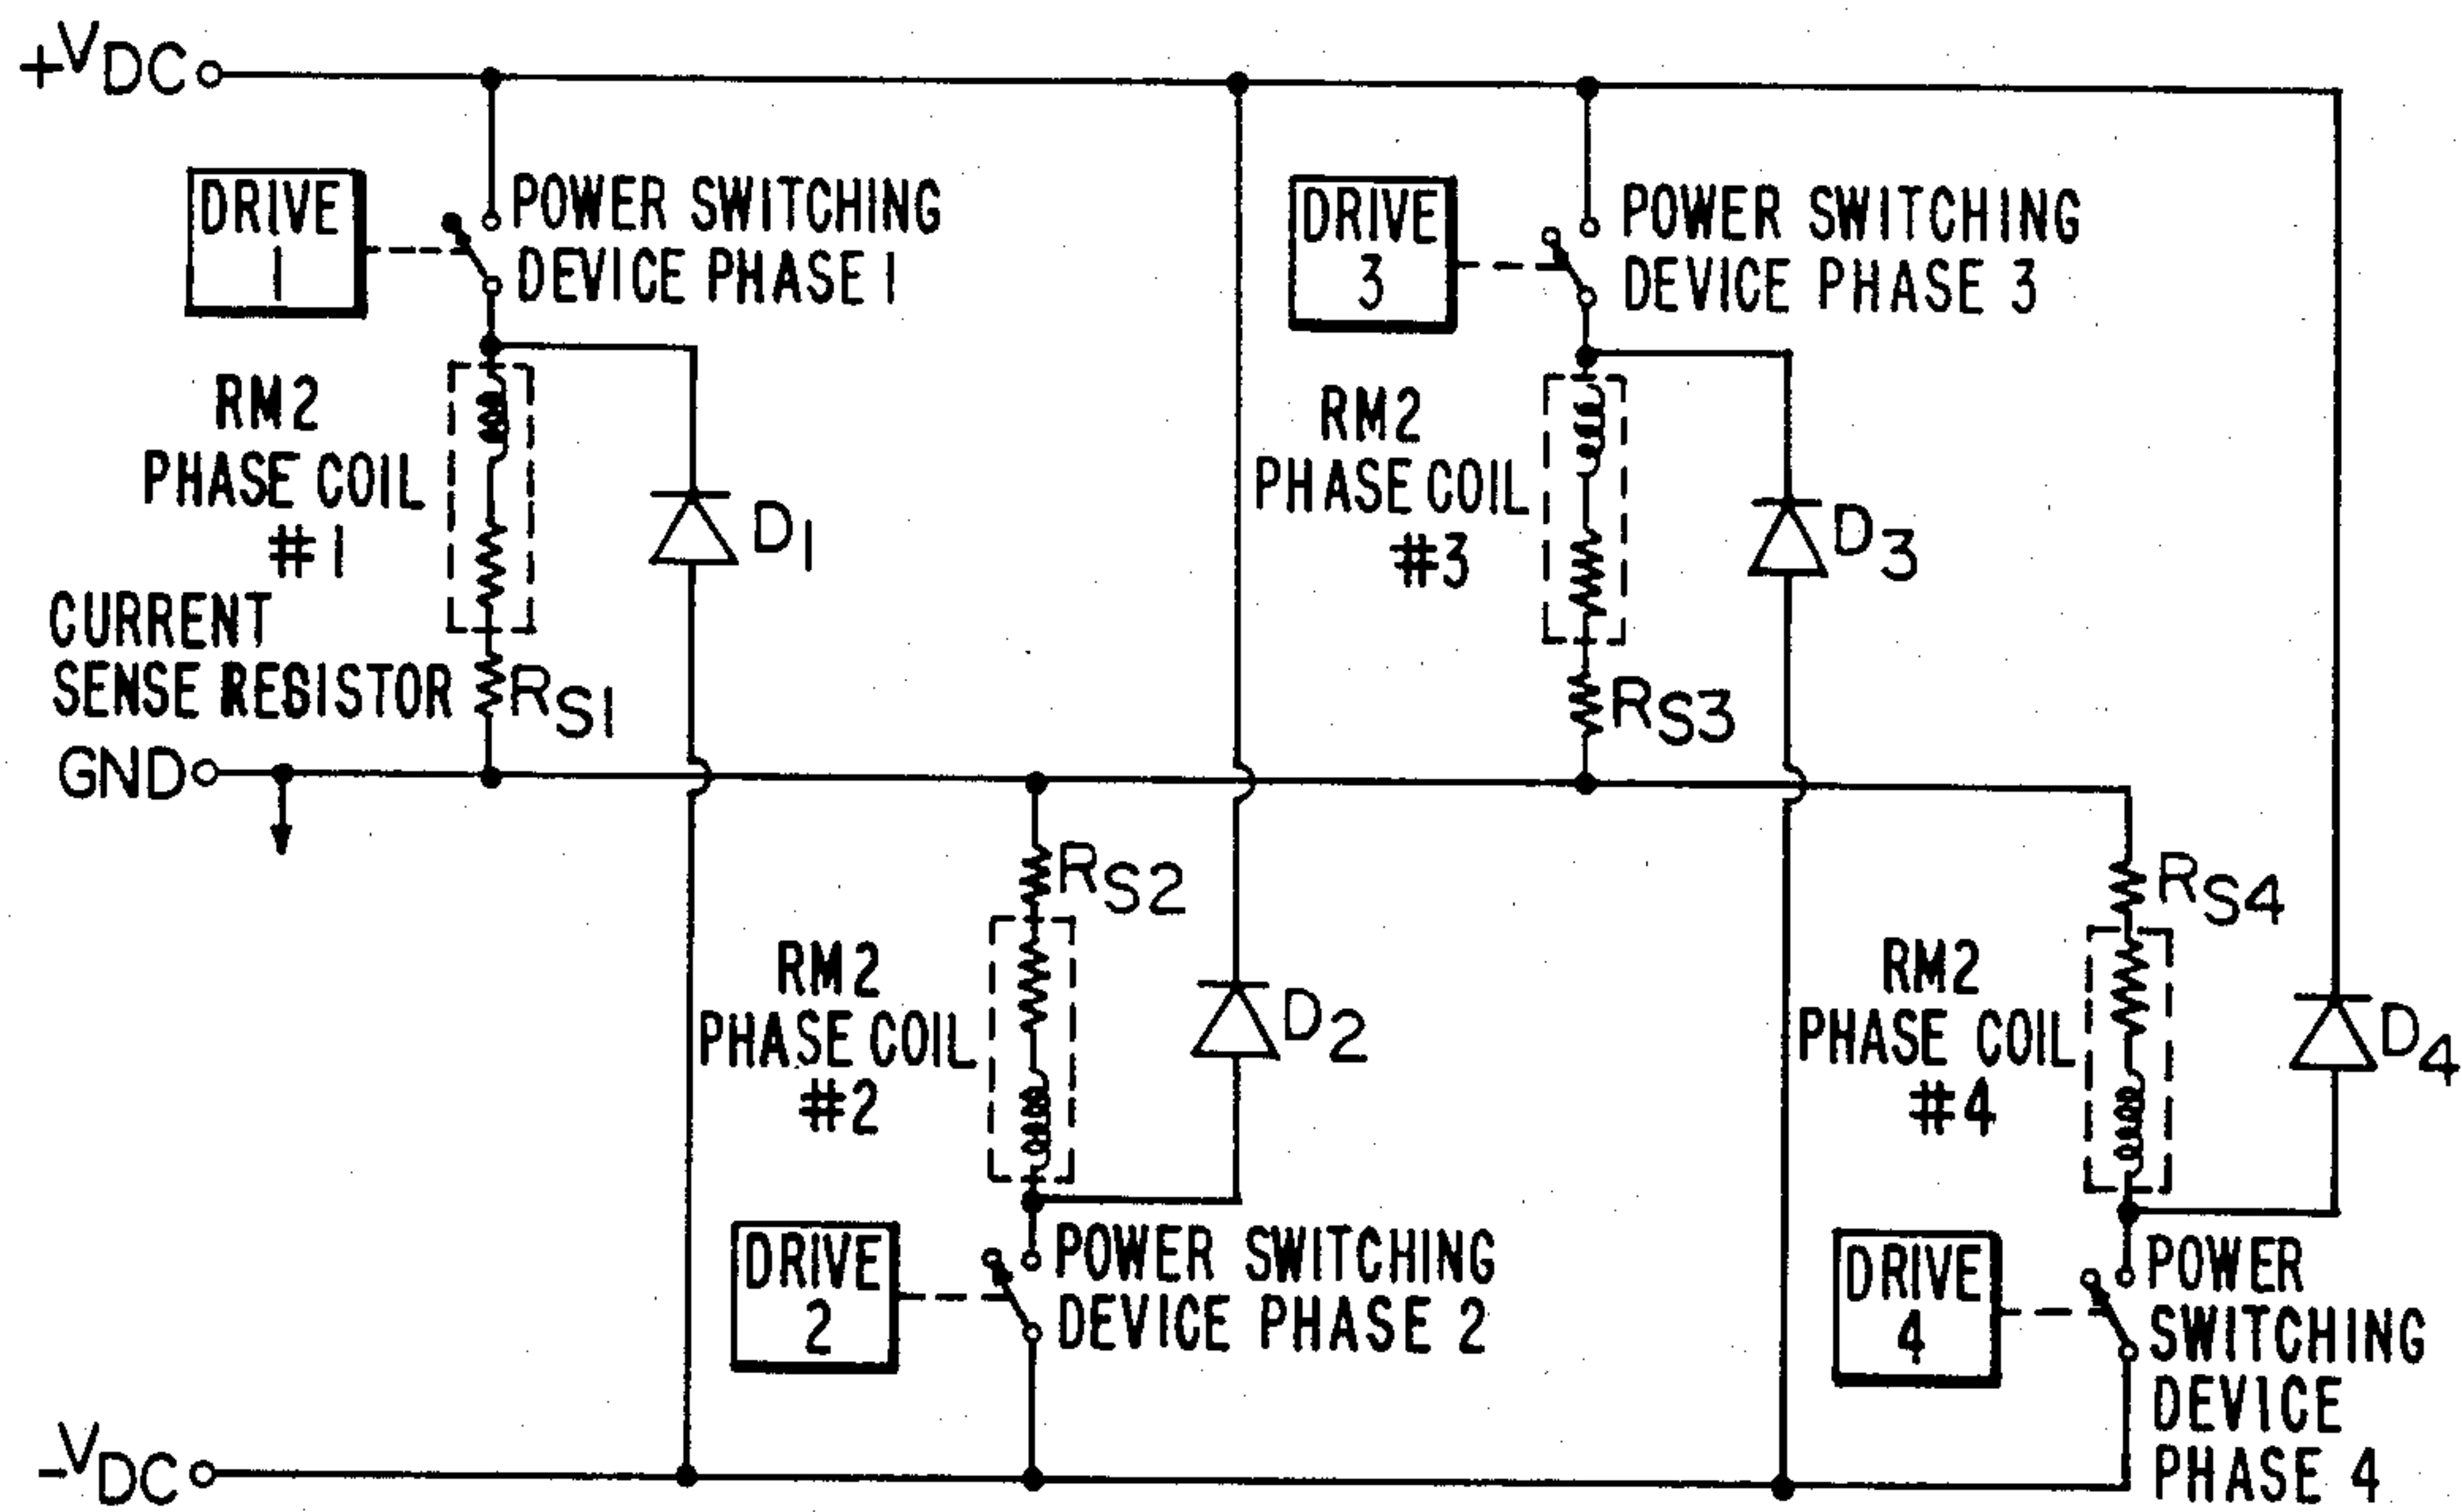 +VDC
DRIVE
1
POWER SWITCHING
DEVICE PHASE 1
DRIVE
3
POWER SWITCHING
DEVICE PHASE 3
RM2
PHASE COIL
#1
D1
RM2
PHASE COIL
#3
D3
CURRENT
SENSE RESISTOR
RS1
RS3
GND
RS2
RS4
RM2
PHASE COIL
#2
D2
RM2
PHASE COIL
#4
D4
DRIVE
2
POWER SWITCHING
DEVICE PHASE 2
DRIVE
4
POWER
SWITCHING
DEVICE
PHASE 4
-VDC